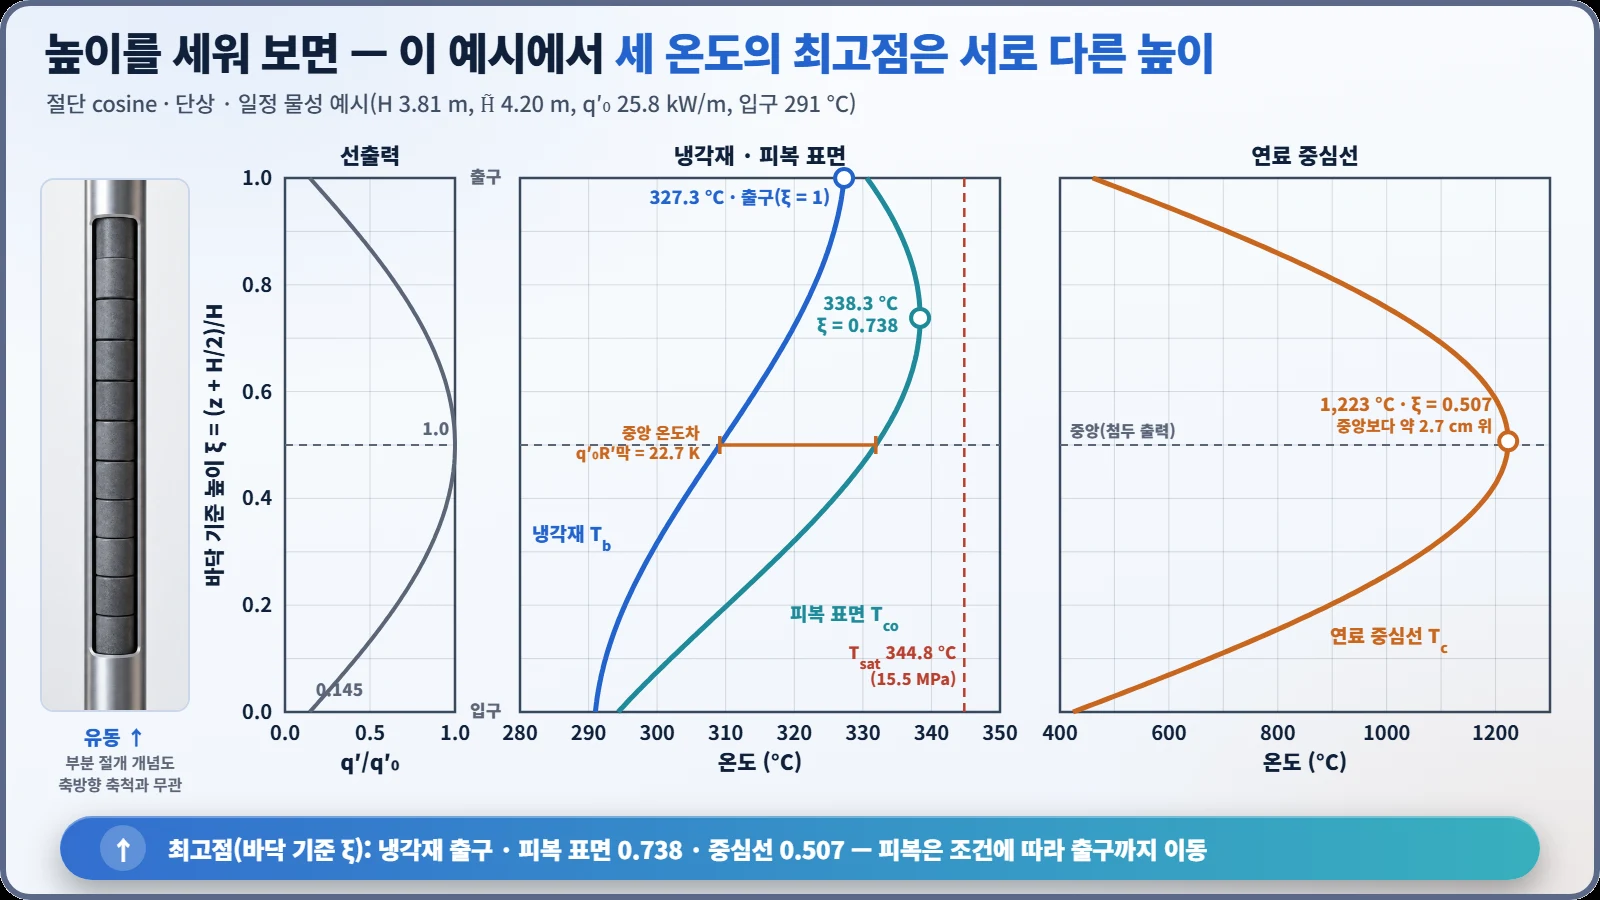 높이를 세워 보면 — 이 예시에서 세 온도의 최고점은 서로 다른 높이
절단 cosine · 단상 · 일정 물성 예시(H 3.81 m, H̃ 4.20 m, q′₀ 25.8 kW/m, 입구 291 °C)
선출력
냉각재 · 피복 표면
연료 중심선
1.0
출구
327.3 °C · 출구(ξ = 1)
0.8
338.3 °C
ξ = 0.738
바닥 기준 높이 ξ = (z + H/2)/H
0.6
1,223 °C · ξ = 0.507
중앙보다 약 2.7 cm 위
1.0
중앙 온도차
q′₀R′막 = 22.7 K
중앙(첨두 출력)
0.4
냉각재 T_b
0.2
피복 표면 T_co
연료 중심선 T_c
T_sat 344.8 °C
(15.5 MPa)
0.145
0.0
입구
0.0 0.5 1.0 280 290 300 310 320 330 340 350 400 600 800 1000 1200
q′/q′₀
온도 (°C)
온도 (°C)
유동 ↑
부분 절개 개념도
축방향 축척과 무관
↑ 최고점(바닥 기준 ξ): 냉각재 출구 · 피복 표면 0.738 · 중심선 0.507 — 피복은 조건에 따라 출구까지 이동